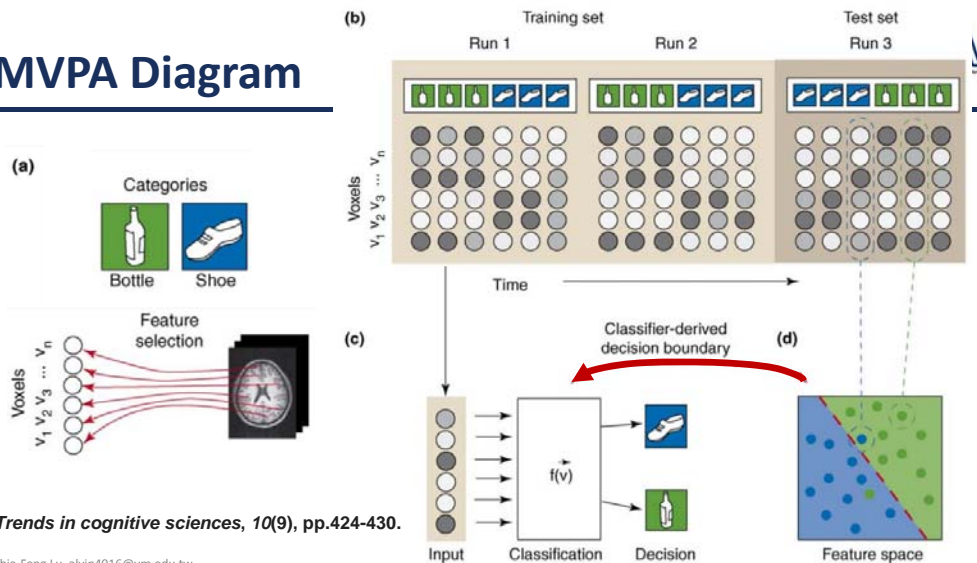 MVPA Diagram
(a)
Categories
Bottle
Shoe
Feature
selection
Voxels
v1 v2 v3 ... vn
(b)
Training set
Test set
Run 1
Run 2
Run 3
Voxels
v1 v2 v3 ... vn
Time
(c)
Classifier-derived
decision boundary
(d)
f(v)
Input
Classification
Decision
Feature space
Trends in cognitive sciences, 10(9), pp.424-430.